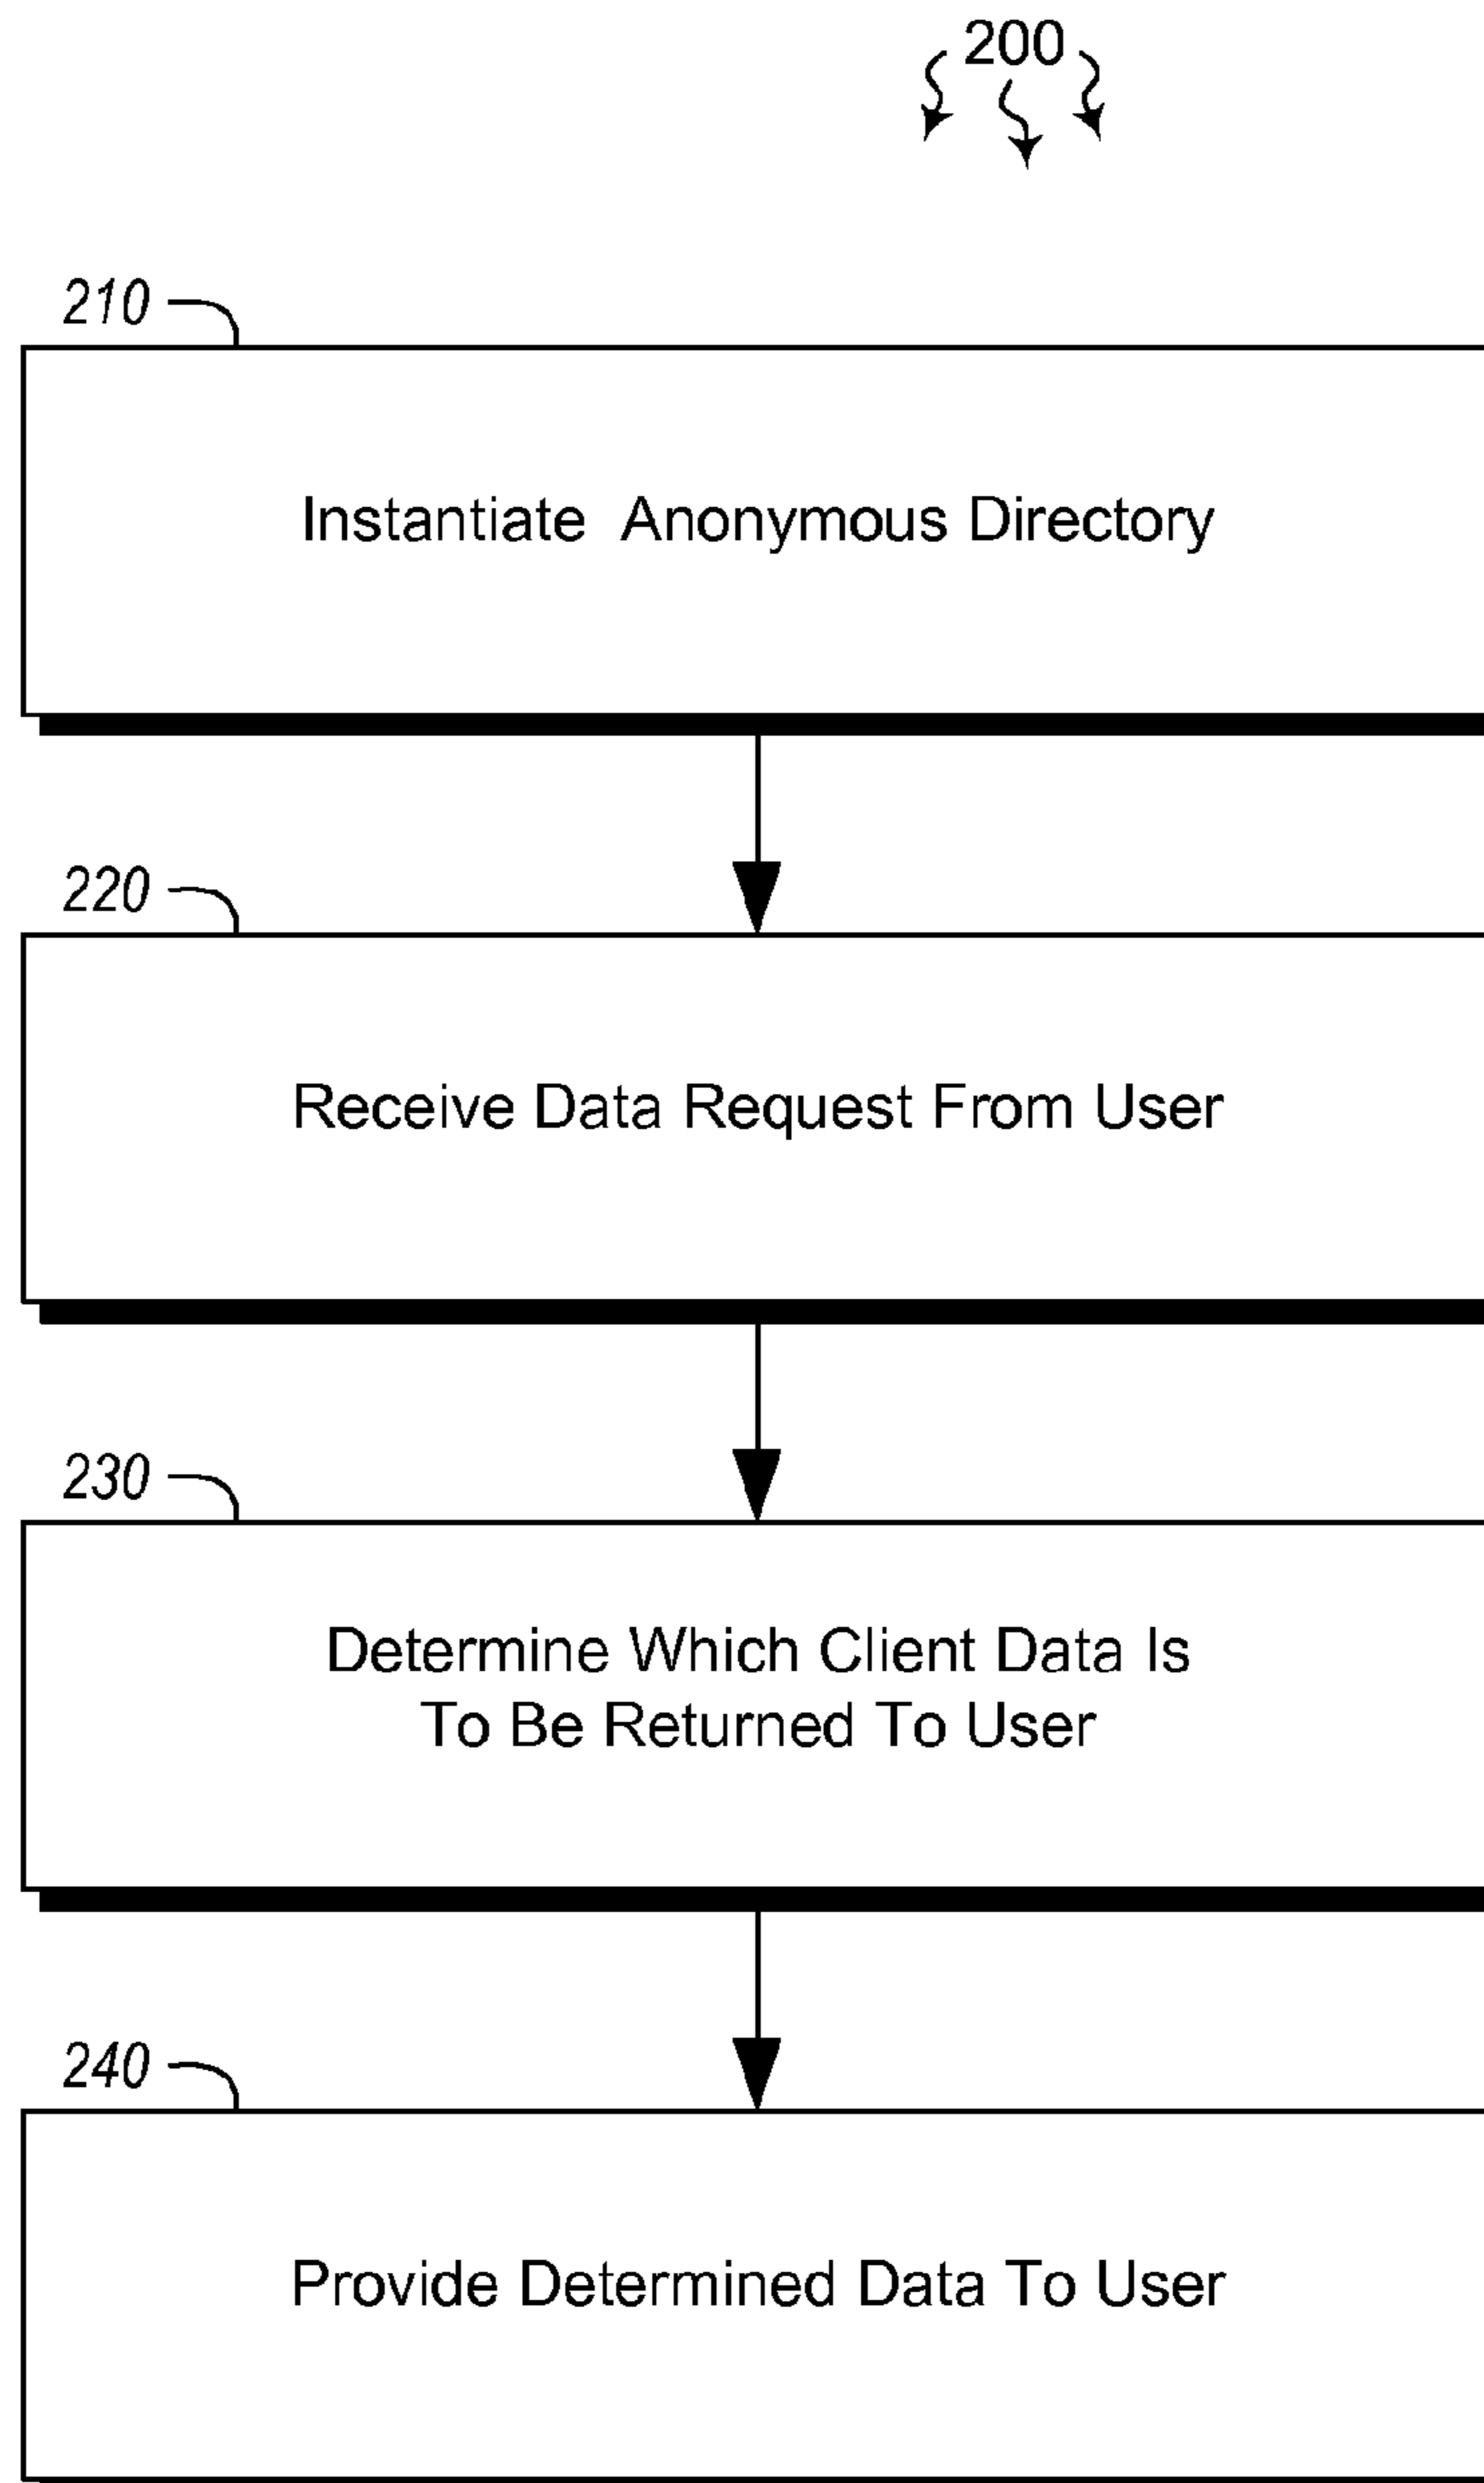 200
210
Instantiate Anonymous Directory
220
Receive Data Request From User
230
Determine Which Client Data Is
To Be Returned To User
240
Provide Determined Data To User